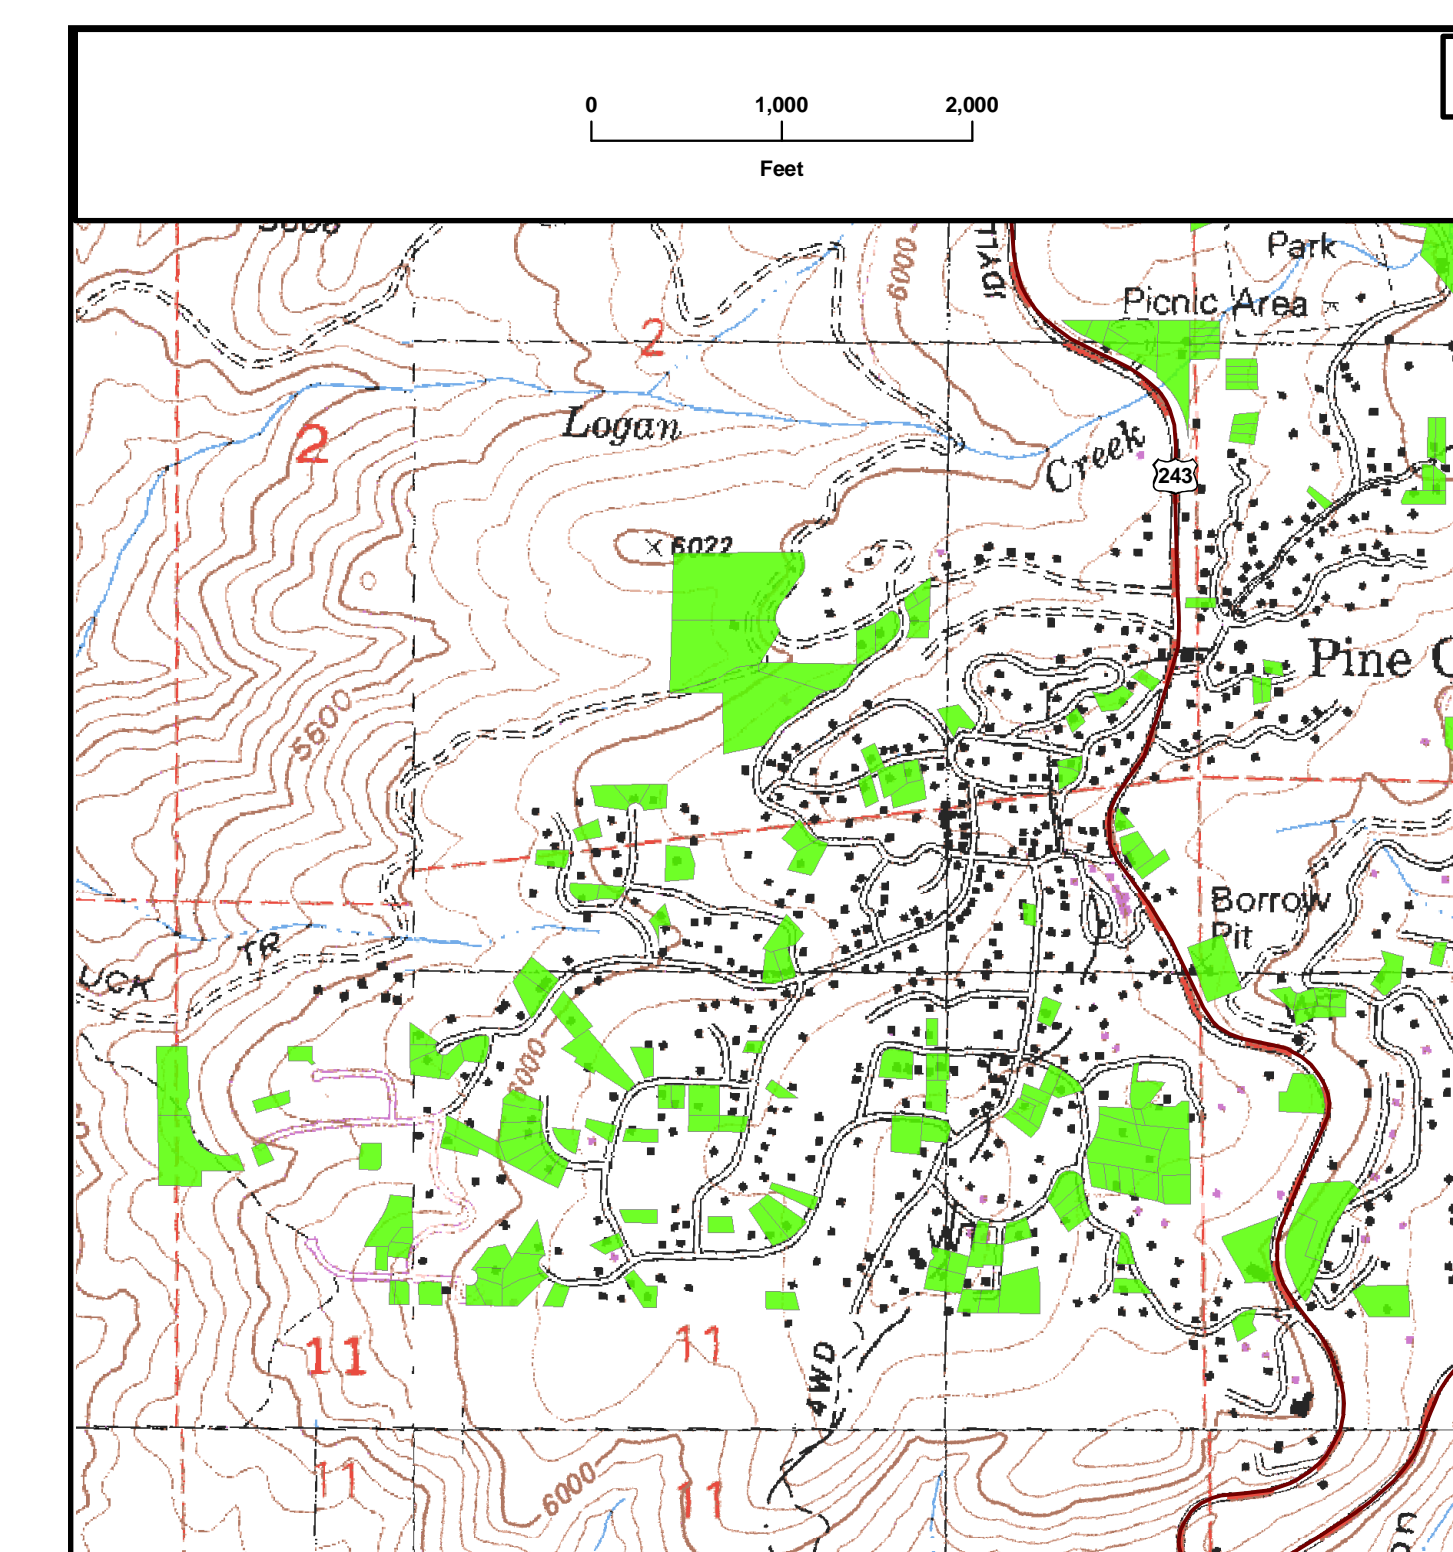 0 1,000 2,000
Feet
IDYLL
6000
Park
Picnic Area
2
Logan
2
Creek
243
6022
Pine
5600
Borrow
Pit
TR
UCK
6000
11
11
4WD
11
6000
11